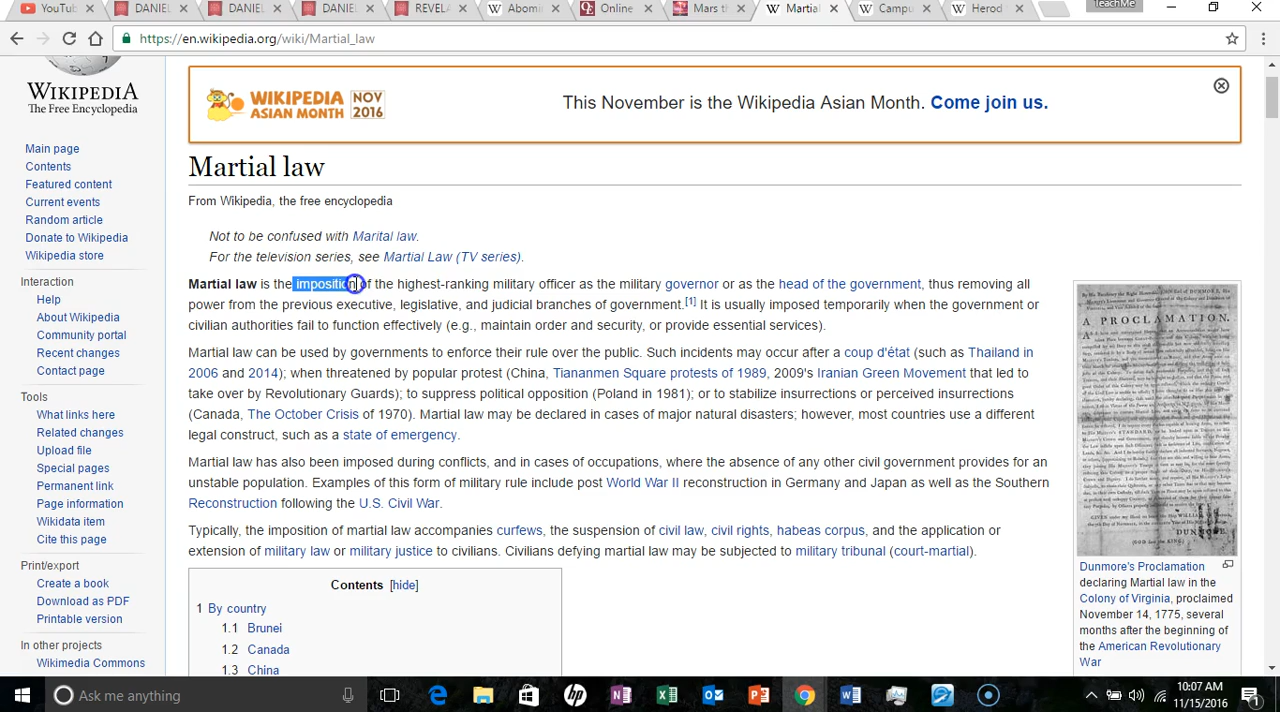 YouTub
DANIEL
DANIEL
DANIEL
REVELA
Abomin
Online
Mars th
Martial
Campu
Herod
TeachMe
https://en.wikipedia.org/wiki/Martial_law
WIKIPEDIA
The Free Encyclopedia
Main page
Contents
Featured content
Current events
Random article
Donate to Wikipedia
Wikipedia store
Interaction
Help
About Wikipedia
Community portal
Recent changes
Contact page
Tools
What links here
Related changes
Upload file
Special pages
Permanent link
Page information
Wikidata item
Cite this page
Print/export
Create a book
Download as PDF
Printable version
In other projects
Wikimedia Commons
WIKIPEDIA
ASIAN MONTH
NOV
2016
This November is the Wikipedia Asian Month. Come join us.
Martial law
From Wikipedia, the free encyclopedia
Not to be confused with Marital law.
For the television series, see Martial Law (TV series).
Martial law is the imposition of the highest-ranking military officer as the military governor or as the head of the government, thus removing all
power from the previous executive, legislative, and judicial branches of government.[1] It is usually imposed temporarily when the government or
civilian authorities fail to function effectively (e.g., maintain order and security, or provide essential services).
Martial law can be used by governments to enforce their rule over the public. Such incidents may occur after a coup d'état (such as Thailand in
2006 and 2014); when threatened by popular protest (China, Tiananmen Square protests of 1989, 2009's Iranian Green Movement that led to
take over by Revolutionary Guards); to suppress political opposition (Poland in 1981); or to stabilize insurrections or perceived insurrections
(Canada, The October Crisis of 1970). Martial law may be declared in cases of major natural disasters; however, most countries use a different
legal construct, such as a state of emergency.
Martial law has also been imposed during conflicts, and in cases of occupations, where the absence of any other civil government provides for an
unstable population. Examples of this form of military rule include post World War II reconstruction in Germany and Japan as well as the Southern
Reconstruction following the U.S. Civil War.
Typically, the imposition of martial law accompanies curfews, the suspension of civil law, civil rights, habeas corpus, and the application or
extension of military law or military justice to civilians. Civilians defying martial law may be subjected to military tribunal (court-martial).
Contents [hide]
1 By country
1.1 Brunei
1.2 Canada
1.3 China
A PROCLAMATION.
DUNMORE.
(GOD save the KING.)
Dunmore's Proclamation
declaring Martial law in the
Colony of Virginia, proclaimed
November 14, 1775, several
months after the beginning of
the American Revolutionary
War
Ask me anything
10:07 AM
11/15/2016